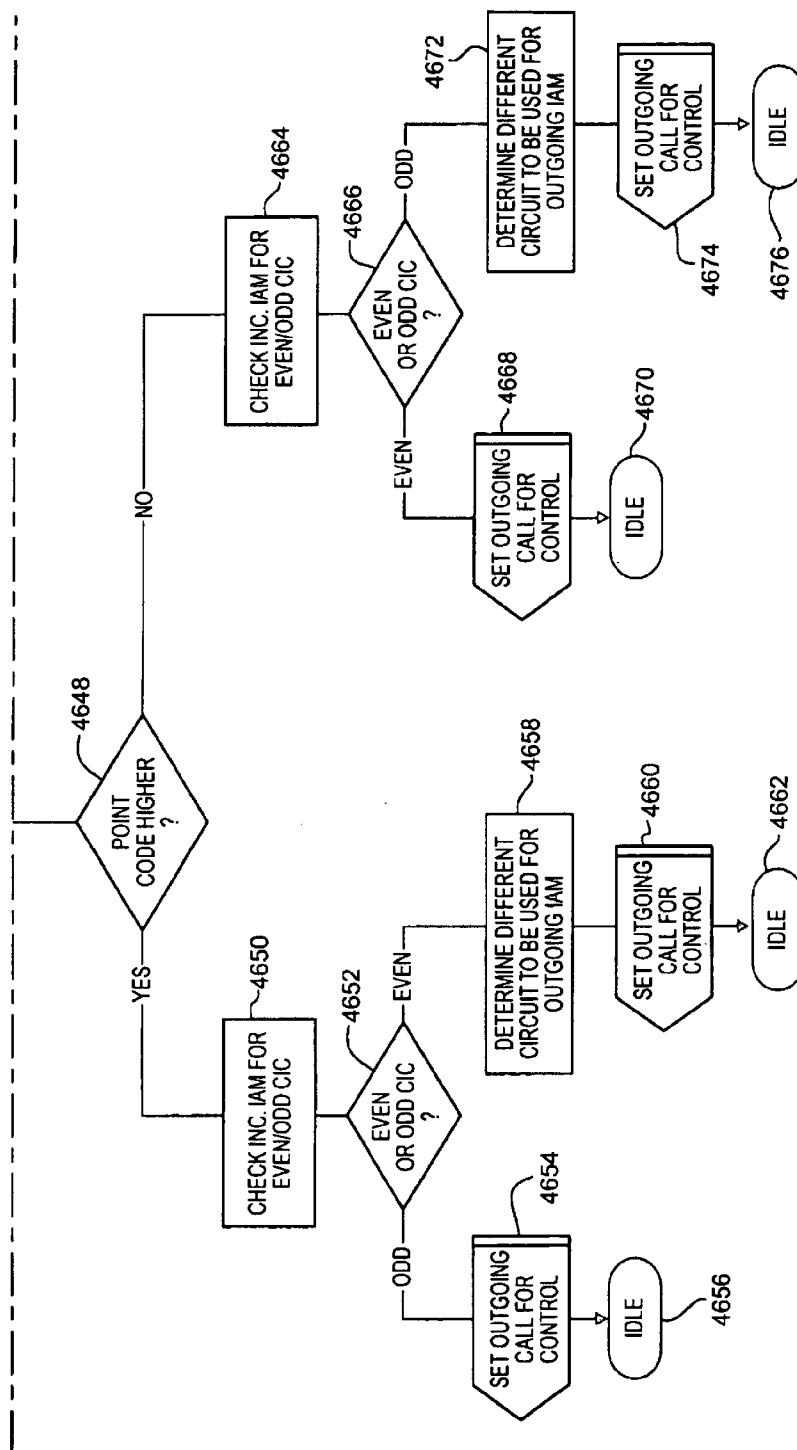 4648
POINT
CODE HIGHER
?
YES
NO
4650
CHECK INC. IAM FOR
EVEN/ODD CIC
4652
EVEN
OR ODD CIC
?
ODD
EVEN
4654
SET OUTGOING
CALL FOR
CONTROL
IDLE
4656
4658
DETERMINE DIFFERENT
CIRCUIT TO BE USED FOR
OUTGOING IAM
4660
SET OUTGOING
CALL FOR
CONTROL
4662
IDLE
4664
CHECK INC. IAM FOR
EVEN/ODD CIC
4666
EVEN
OR ODD CIC
?
EVEN
ODD
4668
SET OUTGOING
CALL FOR
CONTROL
4670
IDLE
4672
DETERMINE DIFFERENT
CIRCUIT TO BE USED FOR
OUTGOING IAM
SET OUTGOING
CALL FOR
CONTROL
4674
IDLE
4676